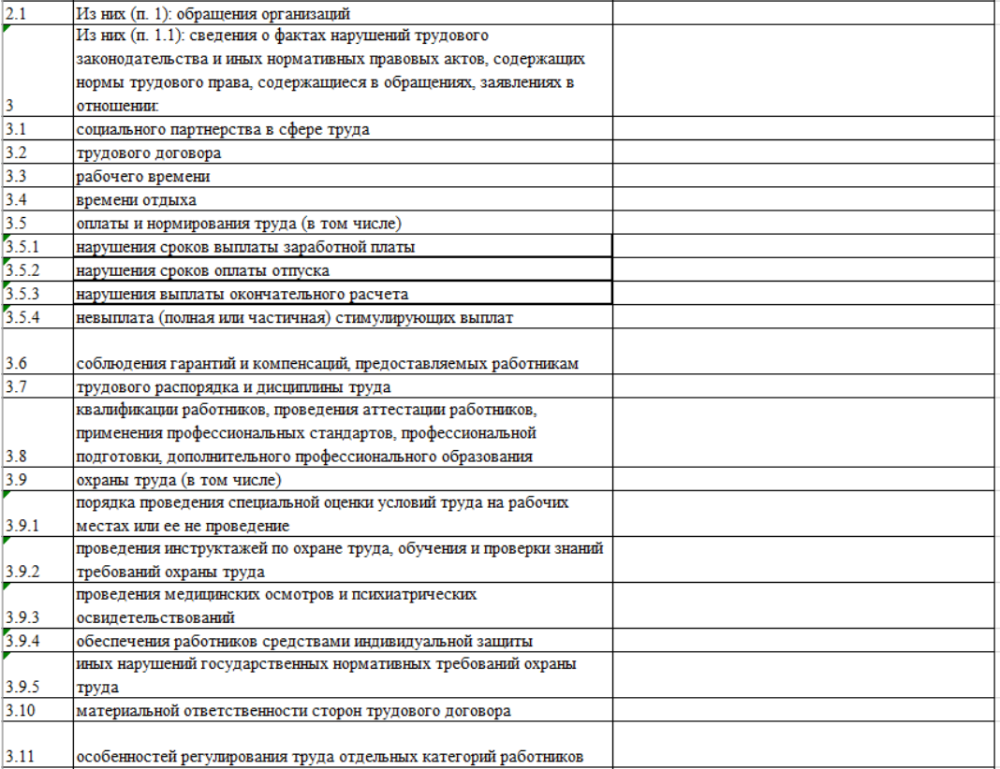 2.1 Из них (п. 1): обращения организаций
Из них (п. 1.1): сведения о фактах нарушений трудового
законодательства и иных нормативных правовых актов, содержащих
нормы трудового права, содержащиеся в обращениях, заявлениях в
3 отношении:
3.1 социального партнерства в сфере труда
3.2 трудового договора
3.3 рабочего времени
3.4 времени отдыха
3.5 оплаты и нормирования труда (в том числе)
3.5.1 нарушения сроков выплаты заработной платы
3.5.2 нарушения сроков оплаты отпуска
3.5.3 нарушения выплаты окончательного расчета
3.5.4 невыплата (полная или частичная) стимулирующих выплат
3.6 соблюдения гарантий и компенсаций, предоставляемых работникам
3.7 трудового распорядка и дисциплины труда
квалификации работников, проведения аттестации работников,
применения профессиональных стандартов, профессиональной
3.8 подготовки, дополнительного профессионального образования
3.9 охраны труда (в том числе)
порядка проведения специальной оценки условий труда на рабочих
3.9.1 местах или ее не проведение
проведения инструктажей по охране труда, обучения и проверки знаний
3.9.2 требований охраны труда
проведения медицинских осмотров и психиатрических
3.9.3 освидетельствований
3.9.4 обеспечения работников средствами индивидуальной защиты
иных нарушений государственных нормативных требований охраны
3.9.5 труда
3.10 материальной ответственности сторон трудового договора
3.11 особенностей регулирования труда отдельных категорий работников